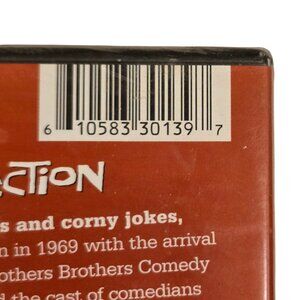 6 10583 30139 7
CTION
s and corny jokes,
n in 1969 with the arrival
others Brothers Comedy
d the cast of comedians